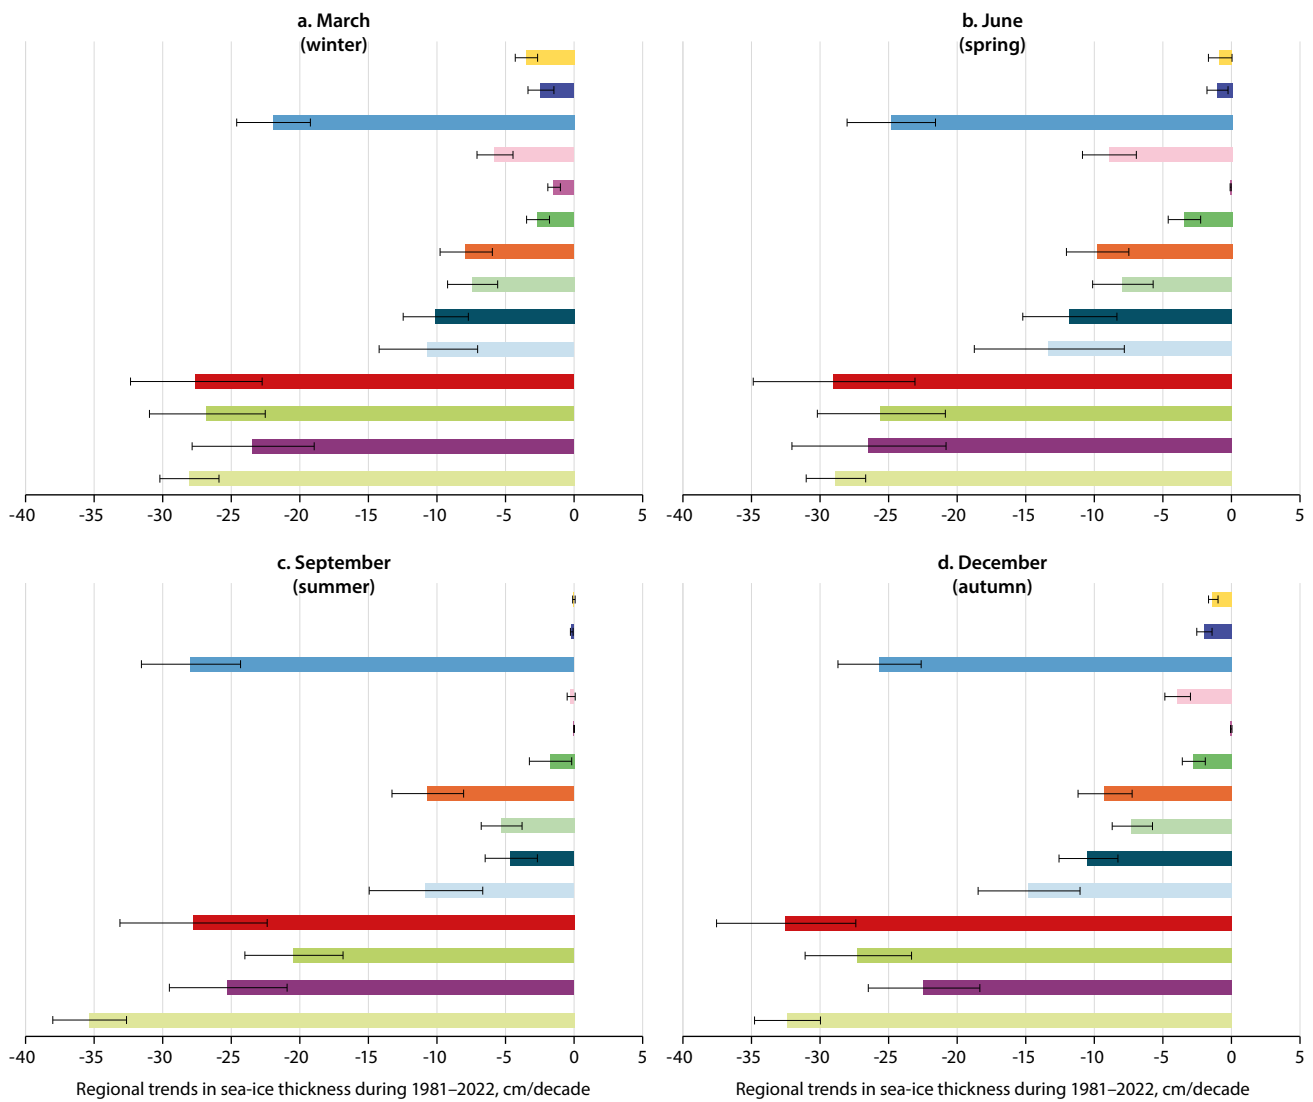 a. March
(winter)
b. June
(spring)
-40 -35 -30 -25 -20 -15 -10 -5 0 5
-40 -35 -30 -25 -20 -15 -10 -5 0 5
c. September
(summer)
d. December
(autumn)
-40 -35 -30 -25 -20 -15 -10 -5 0 5
-40 -35 -30 -25 -20 -15 -10 -5 0 5
Regional trends in sea-ice thickness during 1981–2022, cm/decade
Regional trends in sea-ice thickness during 1981–2022, cm/decade